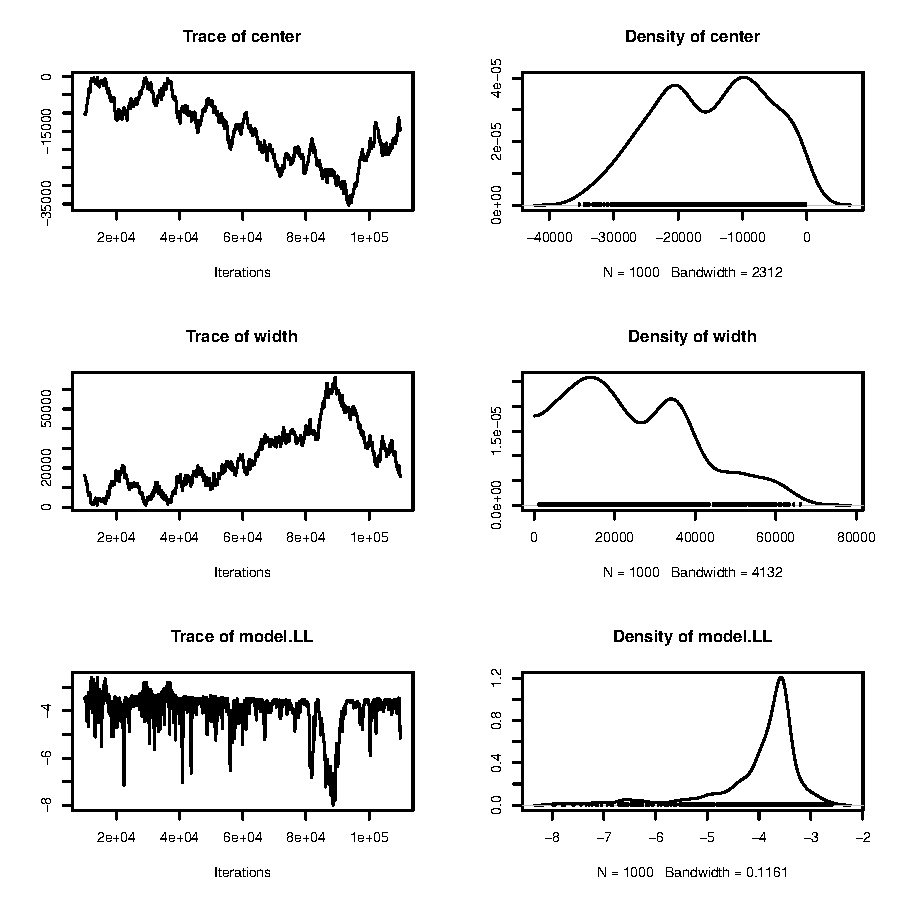 Trace of center
Density of center
0
−15000
−35000
2e+04 4e+04 6e+04 8e+04 1e+05
Iterations
4e−05
2e−05
0e+00
−40000 −30000 −20000 −10000 0
N = 1000 Bandwidth = 2312
Trace of width
Density of width
50000
20000
0
2e+04 4e+04 6e+04 8e+04 1e+05
Iterations
1.5e−05
0.0e+00
0 20000 40000 60000 80000
N = 1000 Bandwidth = 4132
Trace of model.LL
Density of model.LL
−4
−6
−8
2e+04 4e+04 6e+04 8e+04 1e+05
Iterations
1.2
0.8
0.4
0.0
−8 −7 −6 −5 −4 −3 −2
N = 1000 Bandwidth = 0.1161